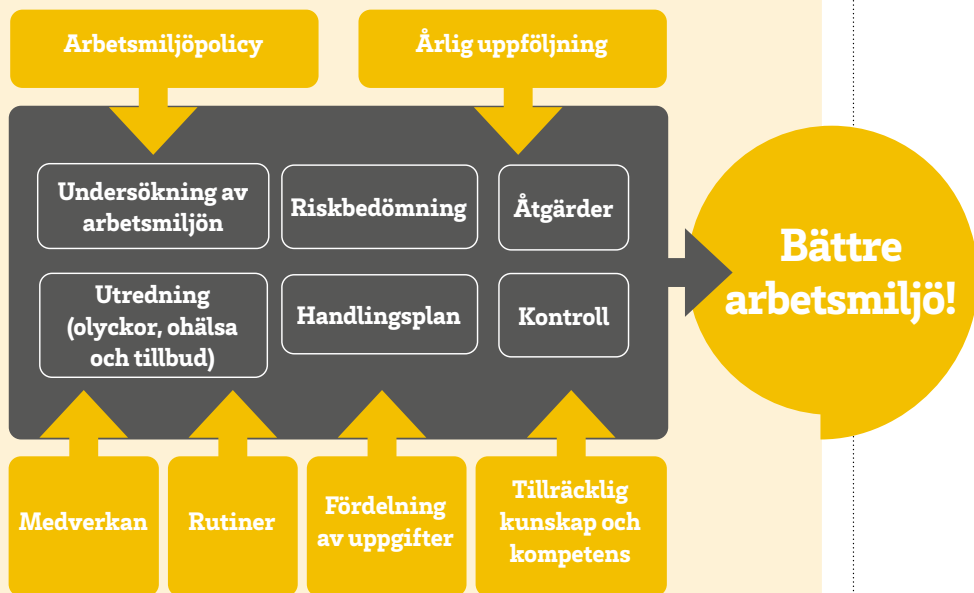 Arbetsmiljöpolicy
Årlig uppföljning
Undersökning av
arbetsmiljön
Riskbedömning
Åtgärder
Utredning
(olyckor, ohälsa
och tillbud)
Handlingsplan
Kontroll
Bättre
arbetsmiljö!
Medverkan
Rutiner
Fördelning
av uppgifter
Tillräcklig
kunskap och
kompetens